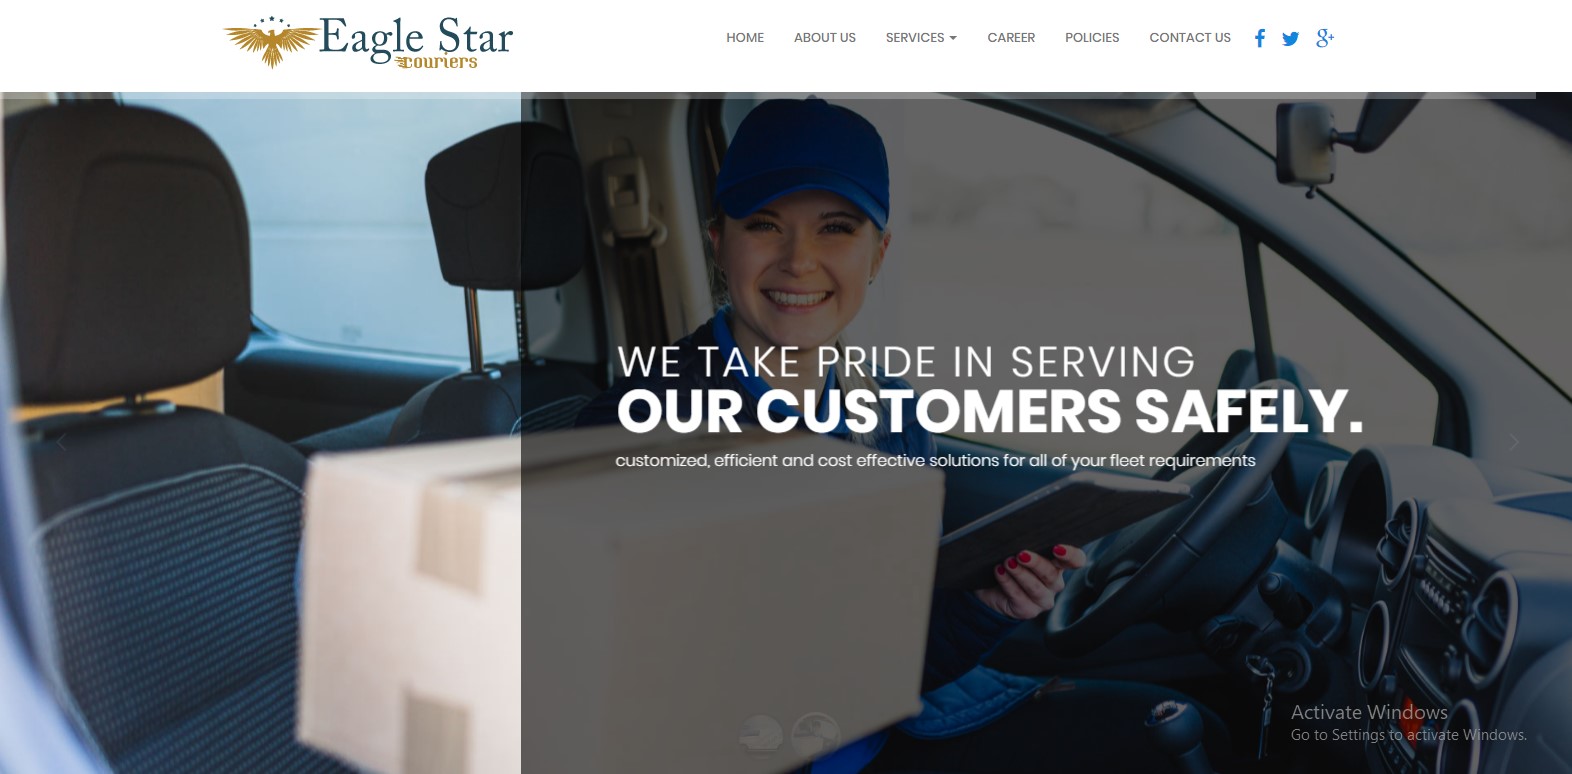 Eagle Star
couriers
HOME ABOUT US SERVICES CAREER POLICIES CONTACT US
WE TAKE PRIDE IN SERVING
OUR CUSTOMERS SAFELY.
customized, efficient and cost effective solutions for all of your fleet requirements
Activate Windows
Go to Settings to activate Windows.